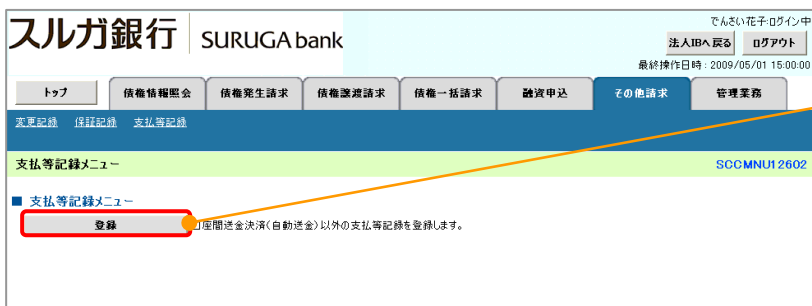 スルガ銀行 SURUGA bank
でんさい花子:ログイン中
法人IBへ戻る ログアウト
最終操作日時:2009/05/01 15:00:00
トップ 債権情報照会 債権発生請求 債権譲渡請求 債権一括請求 融資申込 その他請求 管理業務
変更記録 保証記録 支払等記録
支払等記録メニュー SCCMNU12602
■ 支払等記録メニュー
登録 口座間送金決済(自動送金)以外の支払等記録を登録します。